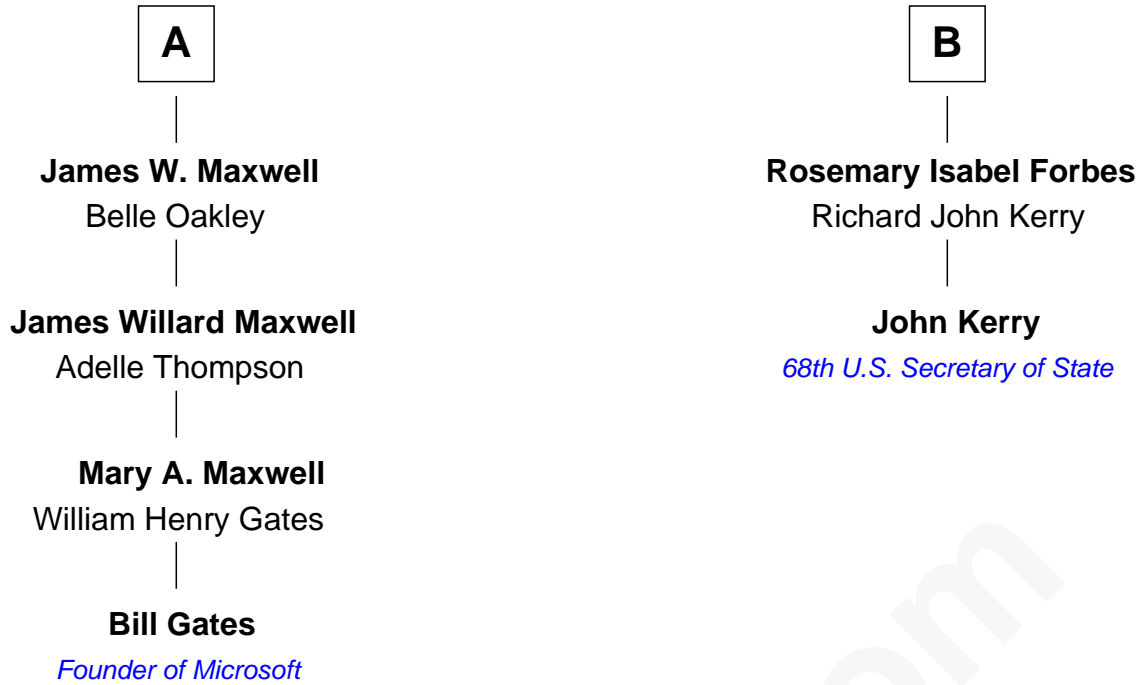 A
James W. Maxwell
Belle Oakley
James Willard Maxwell
Adelle Thompson
Mary A. Maxwell
William Henry Gates
Bill Gates
Founder of Microsoft
B
Rosemary Isabel Forbes
Richard John Kerry
John Kerry
68th U.S. Secretary of State
om